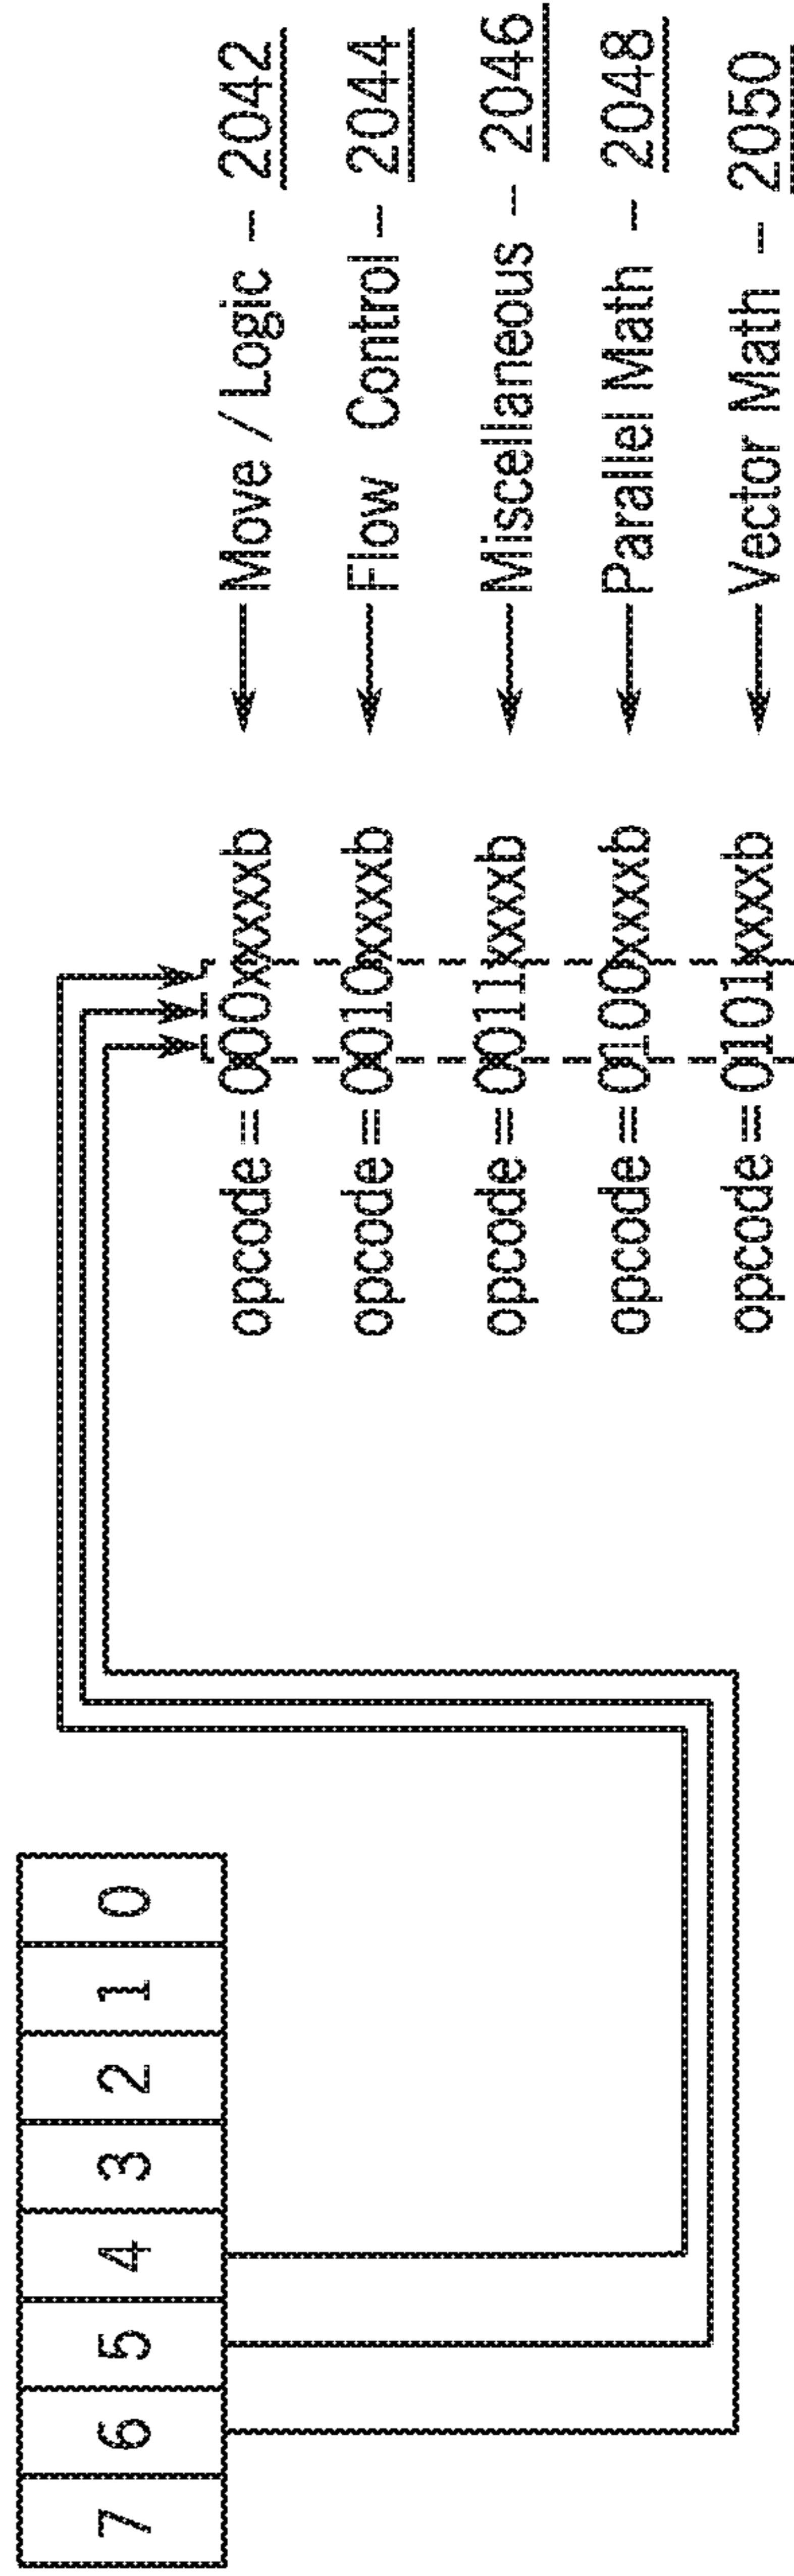 7 6 5 4 3 2 1 0
opcode = 000xxxxxb ← Move / Logic – 2042
opcode = 0010xxxxb ← Flow Control – 2044
opcode = 0011xxxxb ← Miscellaneous – 2046
opcode = 0100xxxxb ← Parallel Math – 2048
opcode = 0101xxxxb ← Vector Math – 2050